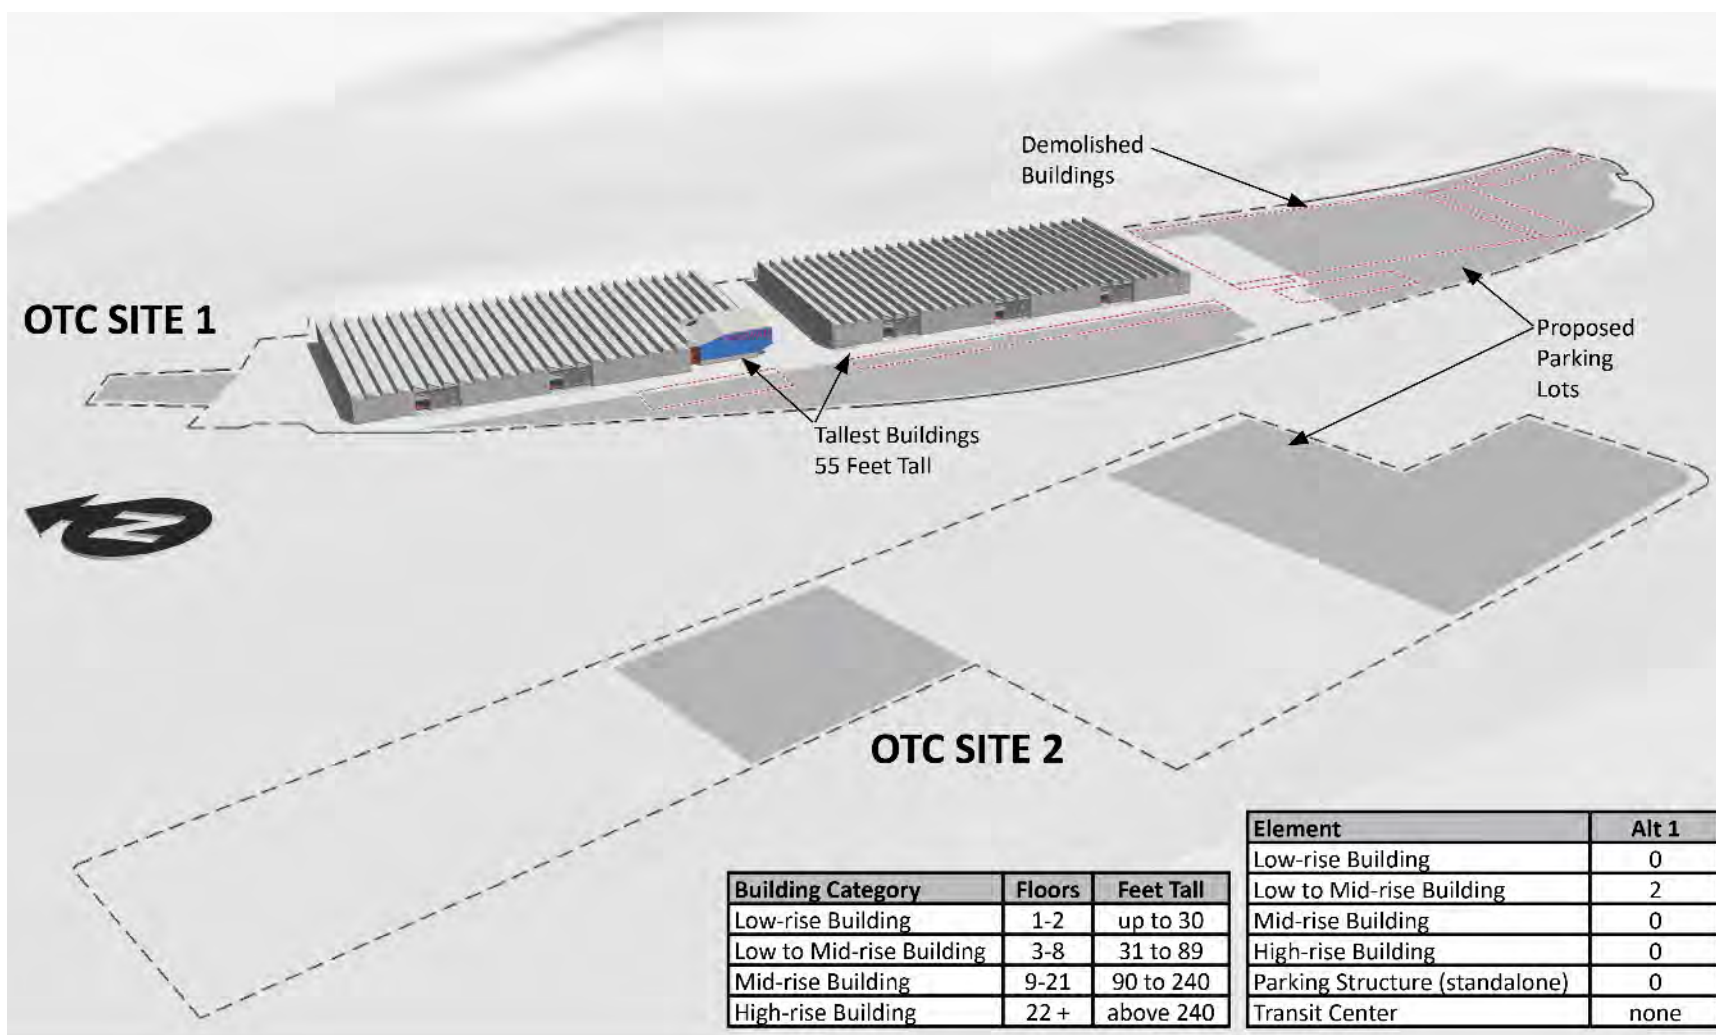 Demolished
Buildings
OTC SITE 1
Proposed
Parking
Lots
Tallest Buildings
55 Feet Tall
N
OTC SITE 2
Building Category Floors Feet Tall
Low-rise Building 1-2 up to 30
Low to Mid-rise Building 3-8 31 to 89
Mid-rise Building 9-21 90 to 240
High-rise Building 22 + above 240
Element Alt 1
Low-rise Building 0
Low to Mid-rise Building 2
Mid-rise Building 0
High-rise Building 0
Parking Structure (standalone) 0
Transit Center none